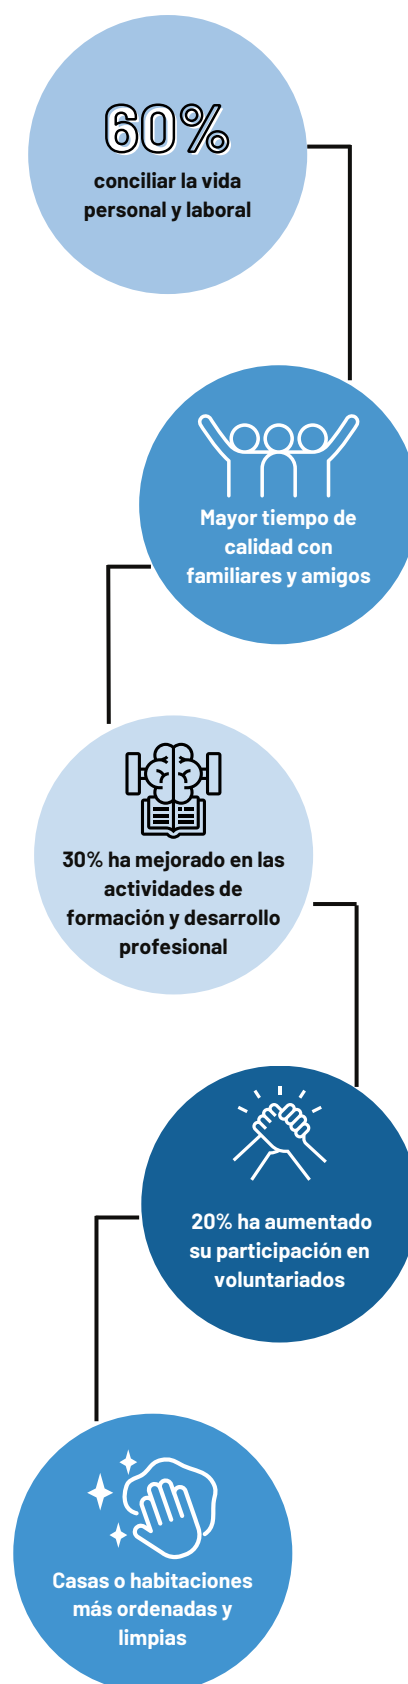 60%
conciliar la vida
personal y laboral
Mayor tiempo de
calidad con
familiares y amigos
30% ha mejorado en las
actividades de
formación y desarrollo
profesional
20% ha aumentado
su participación en
voluntariados
Casas o habitaciones
más ordenadas y
limpias